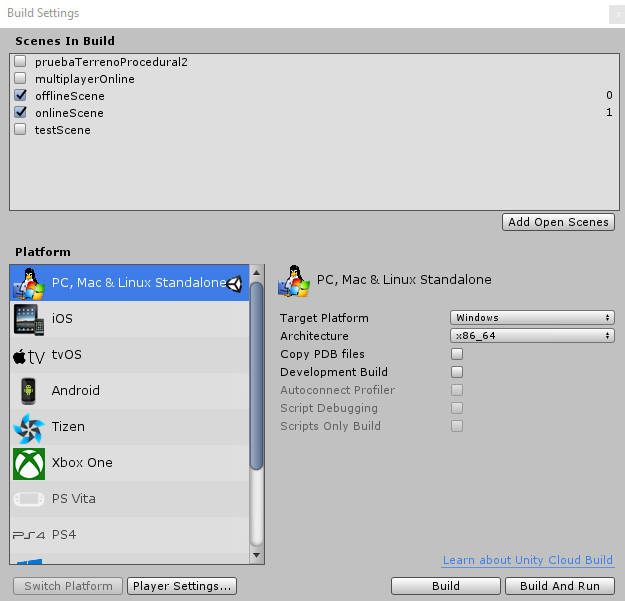 Build Settings
x
Scenes In Build
pruebaTerrenoProcedural2
multiplayerOnline
offlineScene 0
onlineScene 1
testScene
Add Open Scenes
Platform
PC, Mac & Linux Standalone
iOS
tv tvOS
Android
Tizen
Xbox One
PS Vita
PS4 PS4
PC, Mac & Linux Standalone
Target Platform Windows
Architecture x86_64
Copy PDB files
Development Build
Autoconnect Profiler
Script Debugging
Scripts Only Build
Learn about Unity Cloud Build
Switch Platform Player Settings... Build Build And Run